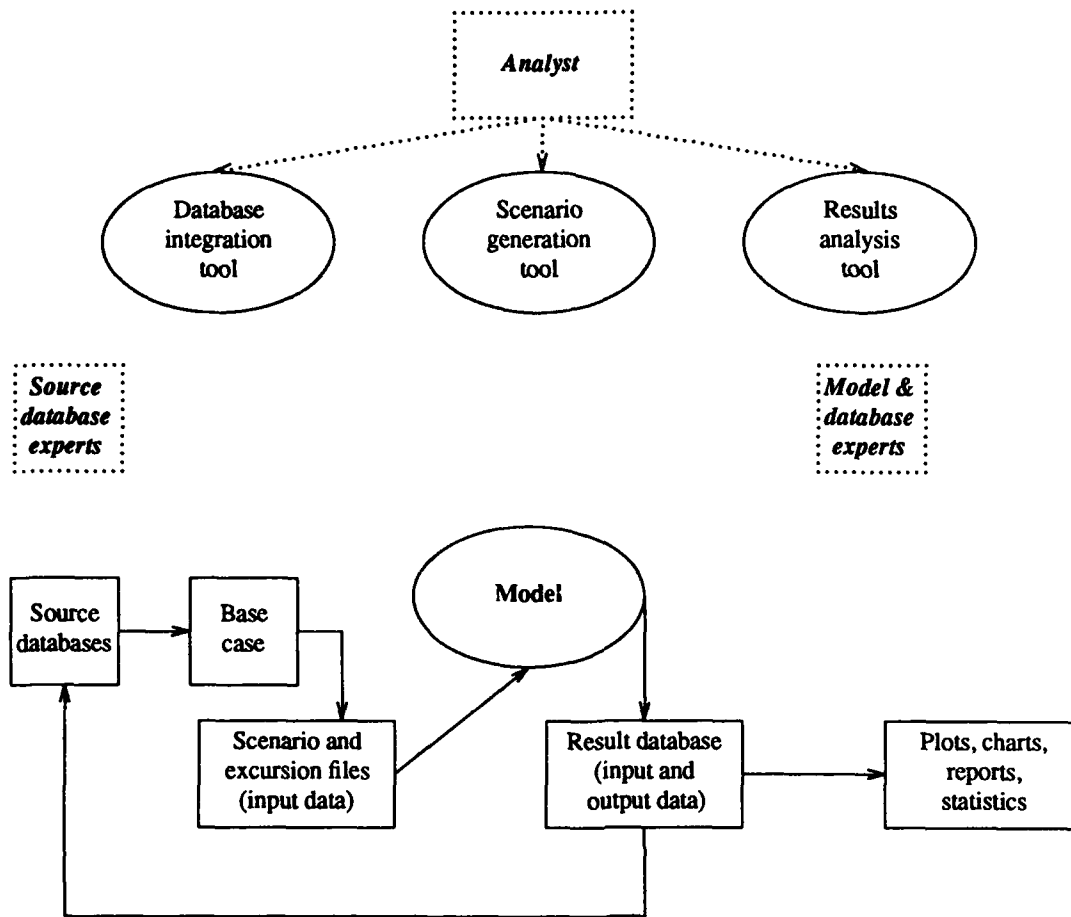 Analyst
Database
integration
tool
Scenario
generation
tool
Results
analysis
tool
Source
database
experts
Model &
database
experts
Model
Source
databases
Base
case
Scenario and
excursion files
(input data)
Result database
(input and
output data)
Plots, charts,
reports,
statistics